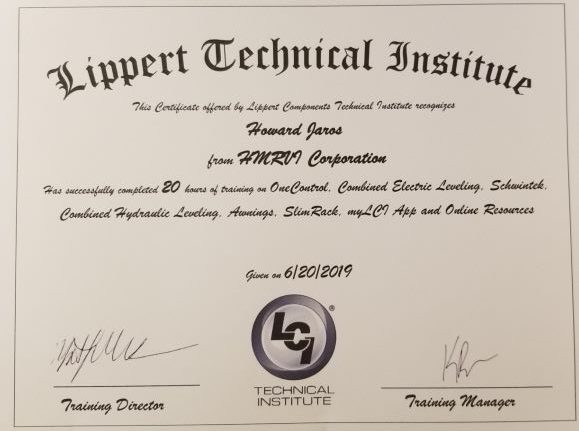 Lippert Technical Institute
This Certificate offered by Lippert Components Technical Institute recognizes
Howard Jaros
from HMRVI Corporation
Has successfully completed 20 hours of training on OneControl, Combined Electric Leveling, Schwintek,
Combined Hydraulic Leveling, Awnings, SlimRack, myLCI App and Online Resources
Given on 6/20/2019
LCI ®
TECHNICAL
INSTITUTE
Training Director
Training Manager